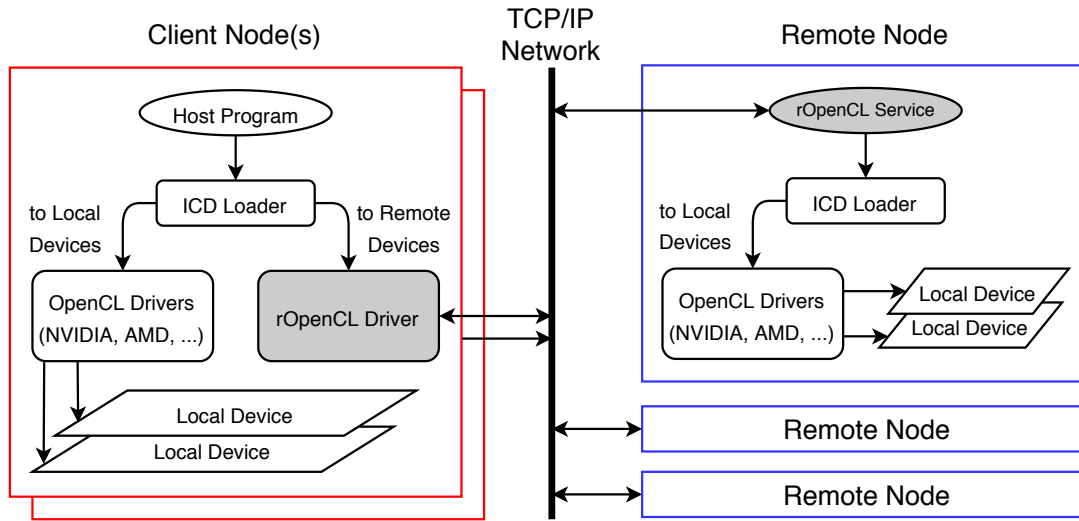 Client Node(s)
TCP/IP
Network
Remote Node
Host Program
ICD Loader
to Local
Devices
to Remote
Devices
OpenCL Drivers
(NVIDIA, AMD, ...)
rOpenCL Driver
Local Device
Local Device
rOpenCL Service
ICD Loader
to Local
Devices
OpenCL Drivers
(NVIDIA, AMD, ...)
Local Device
Local Device
Remote Node
Remote Node